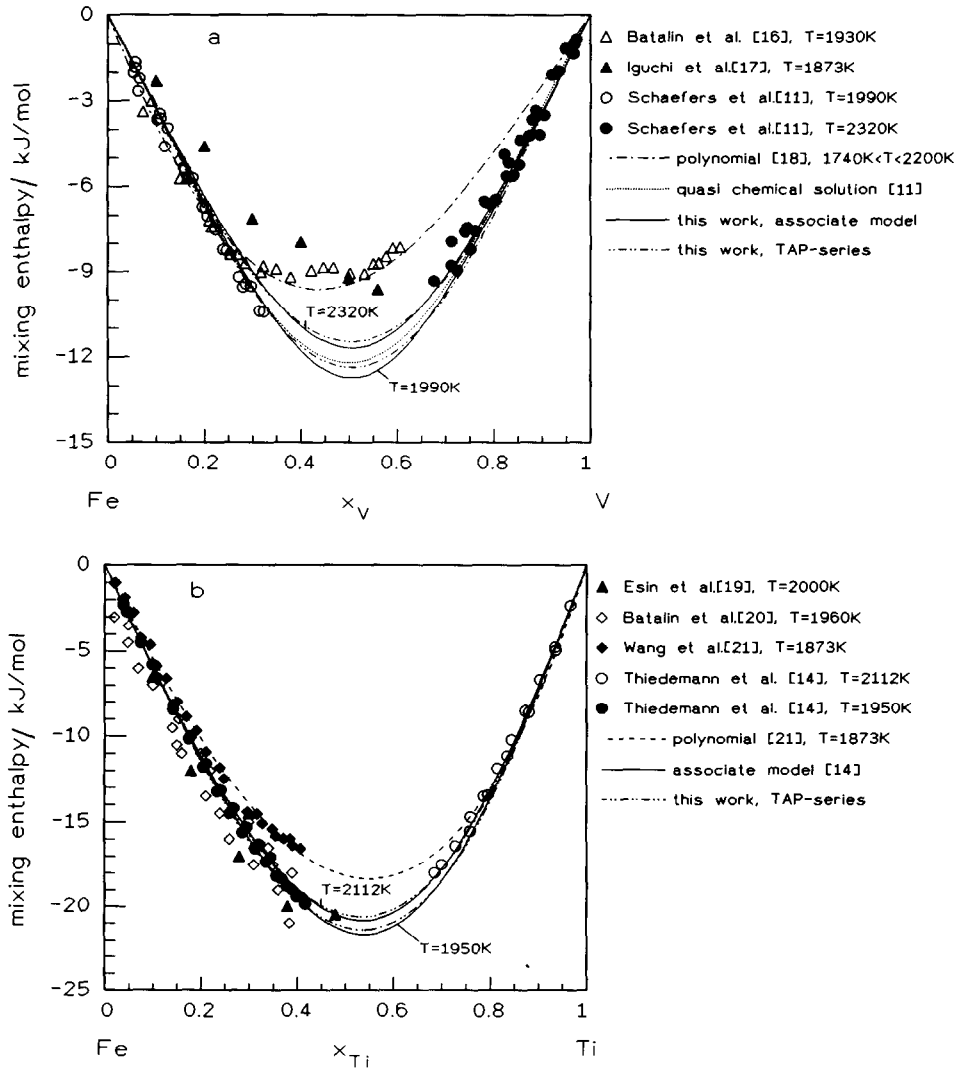 a
mixing enthalpy/ kJ/mol
0
-3
-6
-9
-12
-15
0 0.2 0.4 0.6 0.8 1
Fe xV V
T=2320K
T=1990K
Batalin et al. [16], T=1930K
Iguchi et al.[17], T=1873K
Schaefers et al.[11], T=1990K
Schaefers et al.[11], T=2320K
polynomial [18], 1740K<T<2200K
quasi chemical solution [11]
this work, associate model
this work, TAP-series
b
mixing enthalpy/ kJ/mol
0
-5
-10
-15
-20
-25
0 0.2 0.4 0.6 0.8 1
Fe xTi Ti
T=2112K
T=1950K
Esin et al.[19], T=2000K
Batalin et al.[20], T=1960K
Wang et al.[21], T=1873K
Thiedemann et al. [14], T=2112K
Thiedemann et al. [14], T=1950K
polynomial [21], T=1873K
associate model [14]
this work, TAP-series